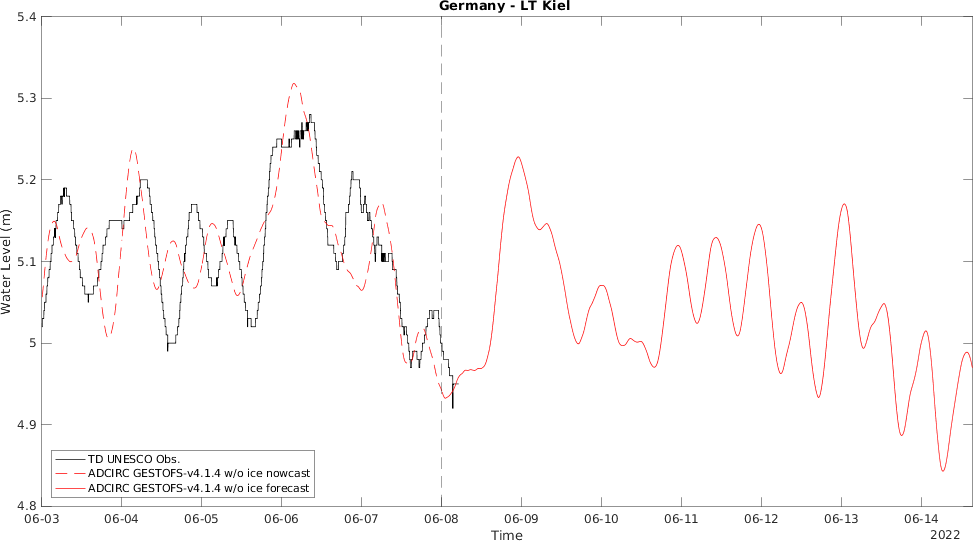 Germany - LT Kiel
5.4
5.3
5.2
5.1
5
4.9
4.8
Water Level (m)
TD UNESCO Obs.
ADCIRC GESTOFS-v4.1.4 w/o ice nowcast
ADCIRC GESTOFS-v4.1.4 w/o ice forecast
06-03 06-04 06-05 06-06 06-07 06-08 06-09 06-10 06-11 06-12 06-13 06-14
Time
2022